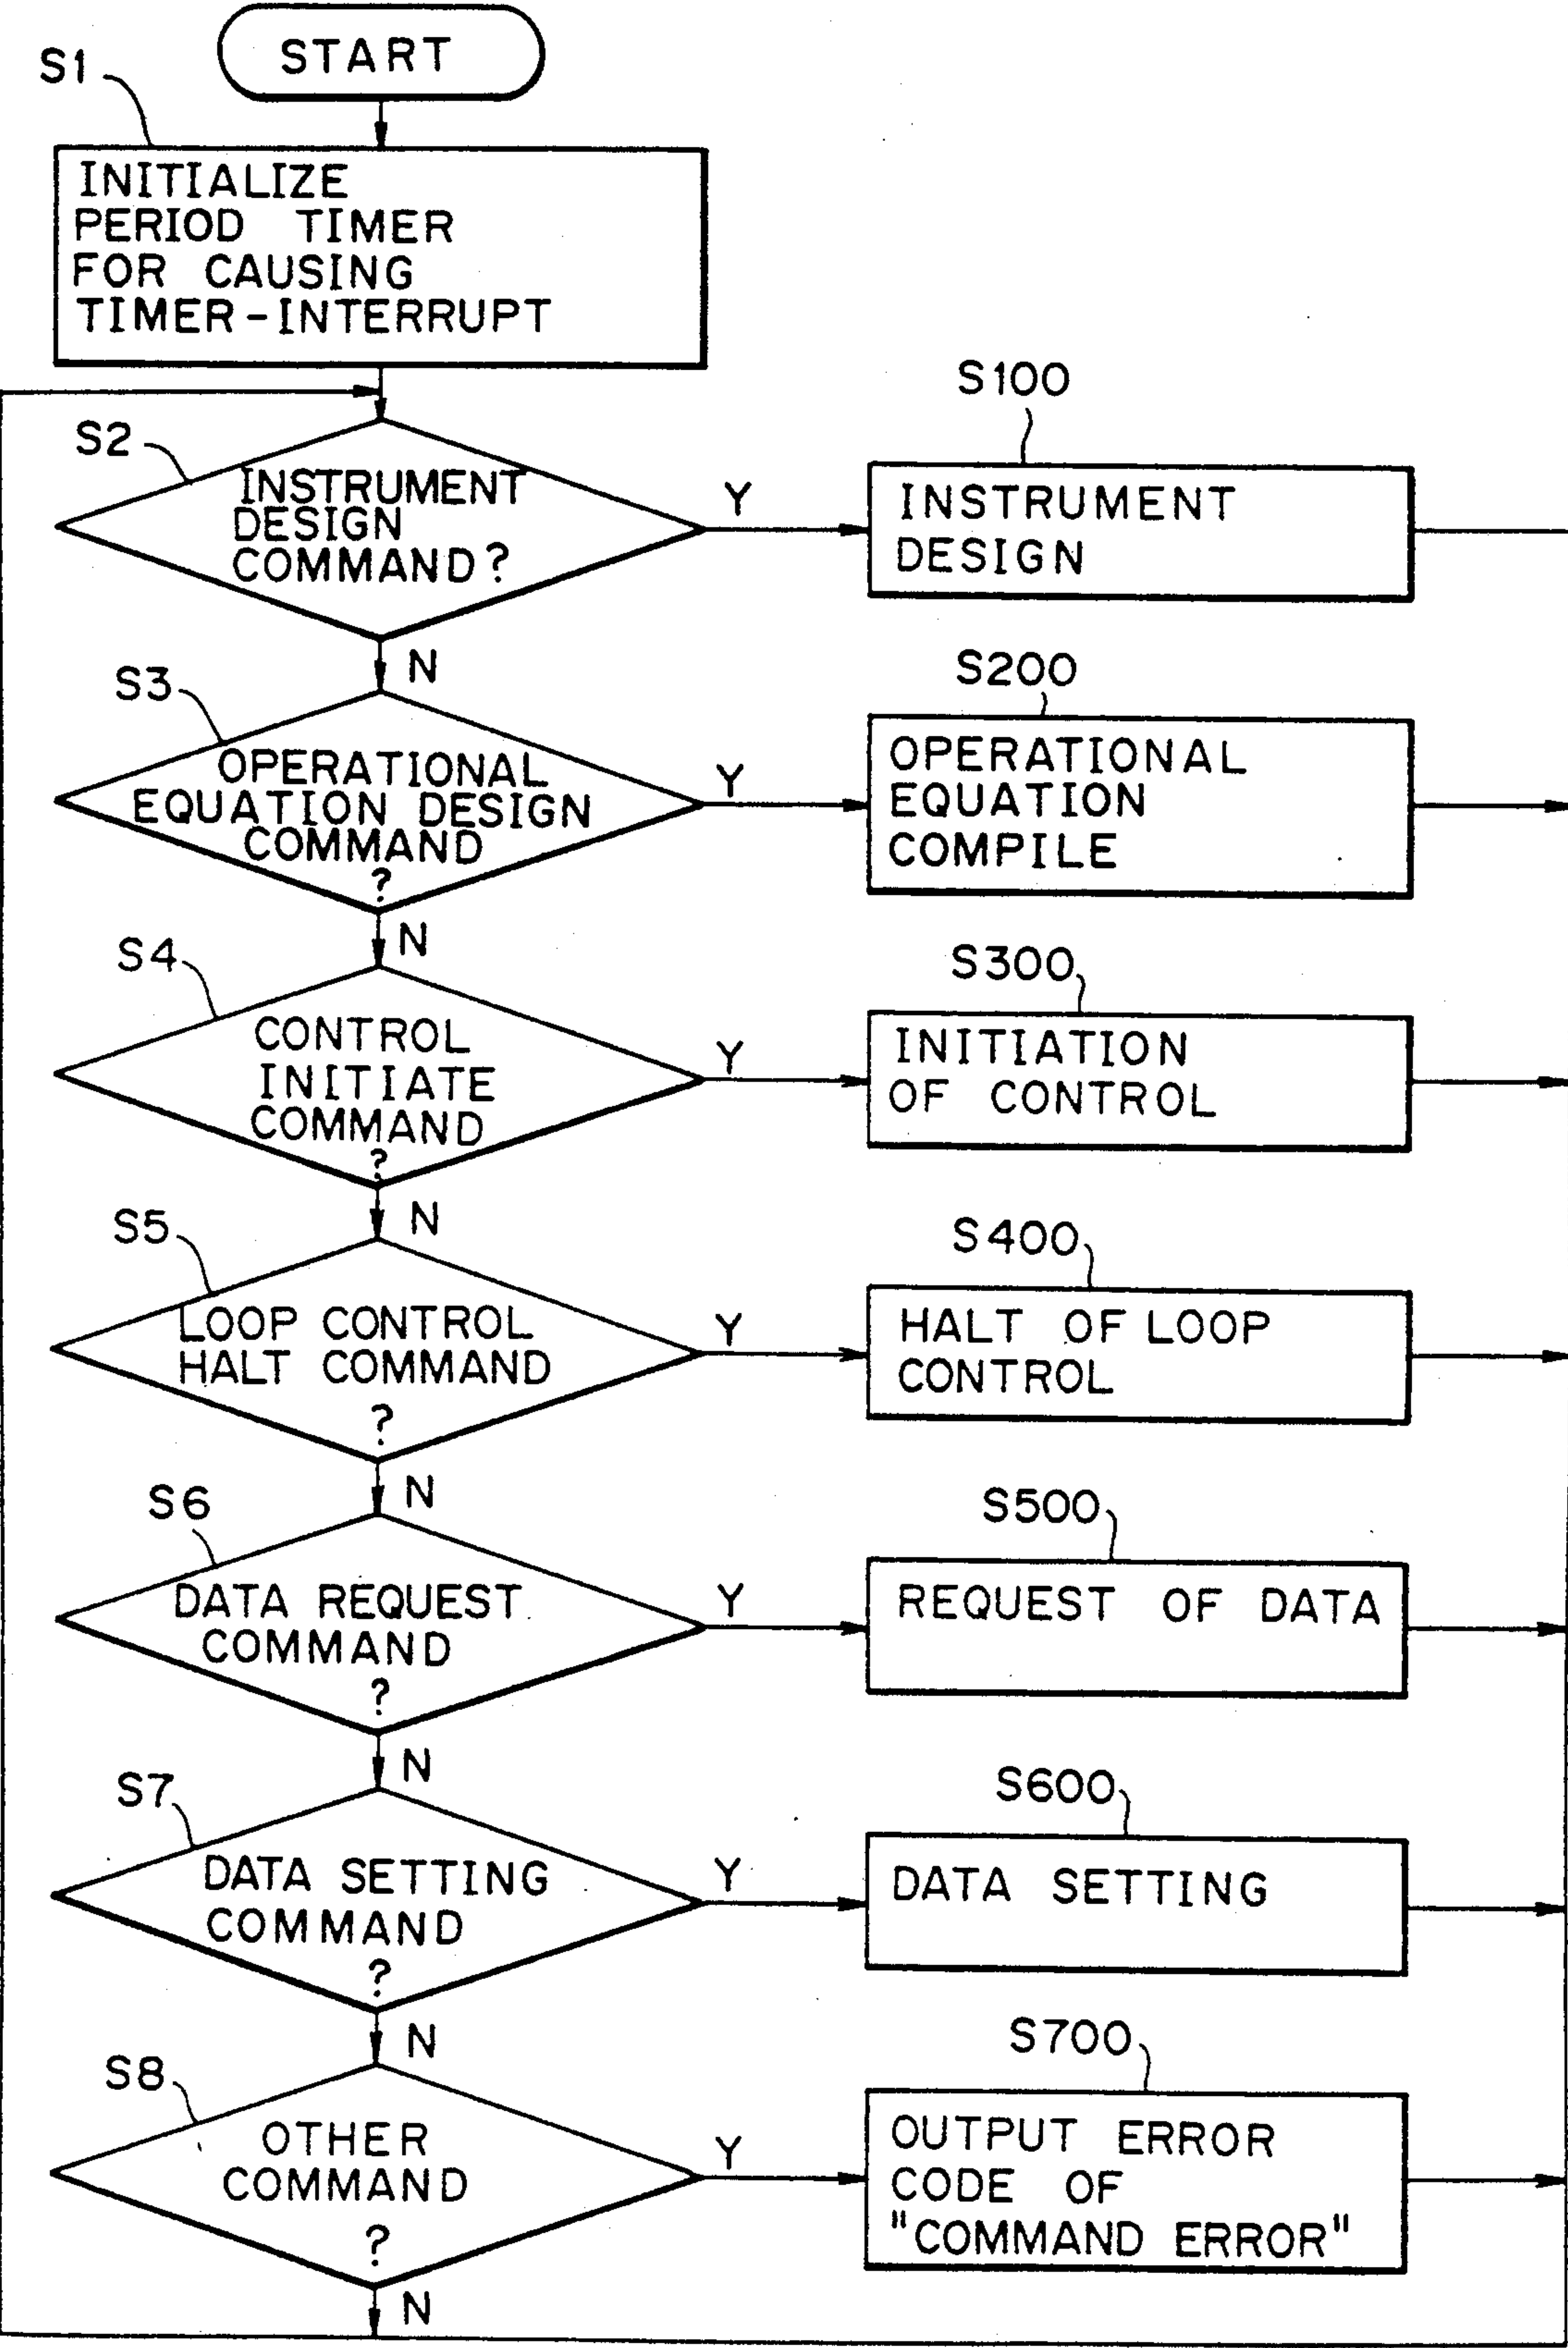 START
S1
INITIALIZE
PERIOD TIMER
FOR CAUSING
TIMER-INTERRUPT
S2
INSTRUMENT
DESIGN
COMMAND?
Y
N
S100
INSTRUMENT
DESIGN
S3
OPERATIONAL
EQUATION DESIGN
COMMAND
?
Y
N
S200
OPERATIONAL
EQUATION
COMPILE
S4
CONTROL
INITIATE
COMMAND
?
Y
N
S300
INITIATION
OF CONTROL
S5
LOOP CONTROL
HALT COMMAND
?
Y
N
S400
HALT OF LOOP
CONTROL
S6
DATA REQUEST
COMMAND
?
Y
N
S500
REQUEST OF DATA
S7
DATA SETTING
COMMAND
?
Y
N
S600
DATA SETTING
S8
OTHER
COMMAND
?
Y
N
S700
OUTPUT ERROR
CODE OF
"COMMAND ERROR"